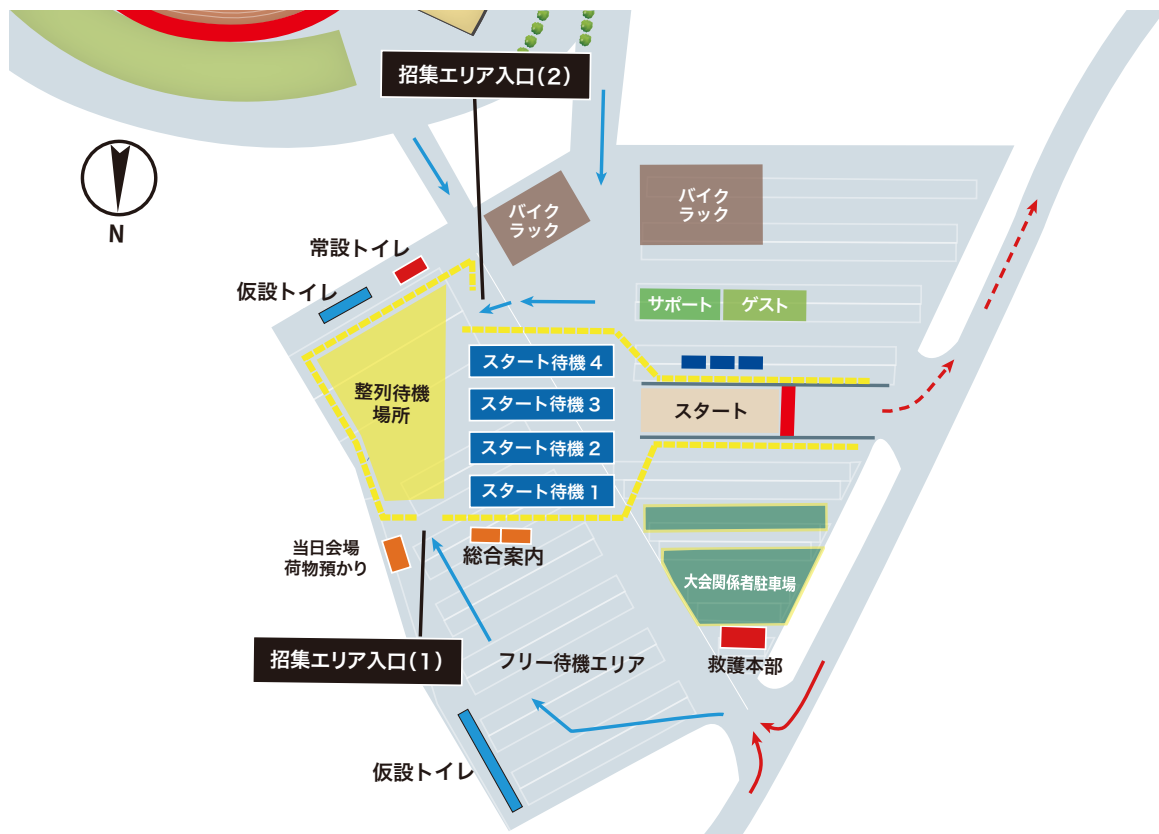 招集エリア入口(2)
N
バイク
ラック
バイク
ラック
常設トイレ
仮設トイレ
サポート
ゲスト
スタート待機 4
整列待機
場所
スタート待機 3
スタート
スタート待機 2
スタート待機 1
当日会場
荷物預かり
総合案内
大会関係者駐車場
招集エリア入口(1)
フリー待機エリア
救護本部
仮設トイレ